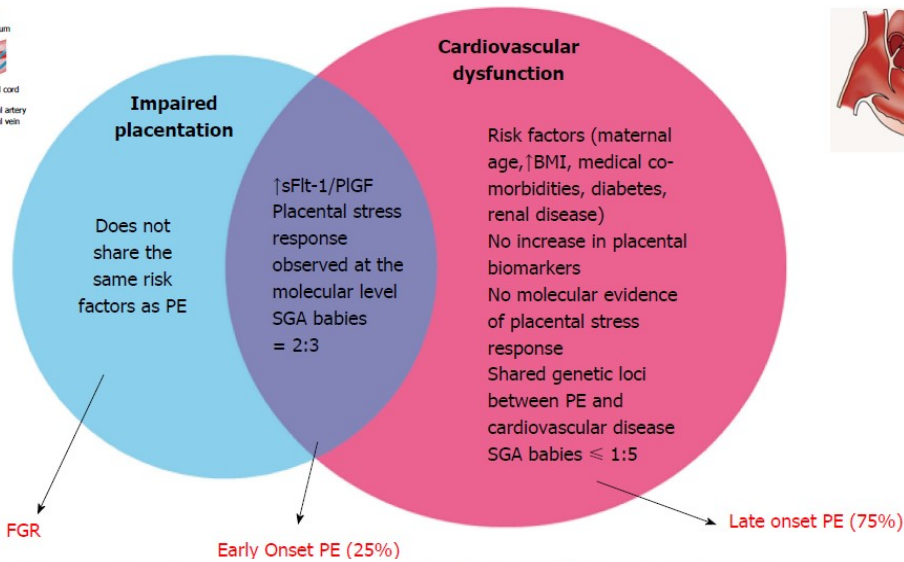 um
cord
al artery
l vein
Impaired
placentation
Does not
share the
same risk
factors as PE
↑sFlt-1/PlGF
Placental stress
response
observed at the
molecular level
SGA babies
= 2:3
Cardiovascular
dysfunction
Risk factors (maternal
age,↑BMI, medical co-
morbidities, diabetes,
renal disease)
No increase in placental
biomarkers
No molecular evidence
of placental stress
response
Shared genetic loci
between PE and
cardiovascular disease
SGA babies ≤ 1:5
FGR
Early Onset PE (25%)
Late onset PE (75%)